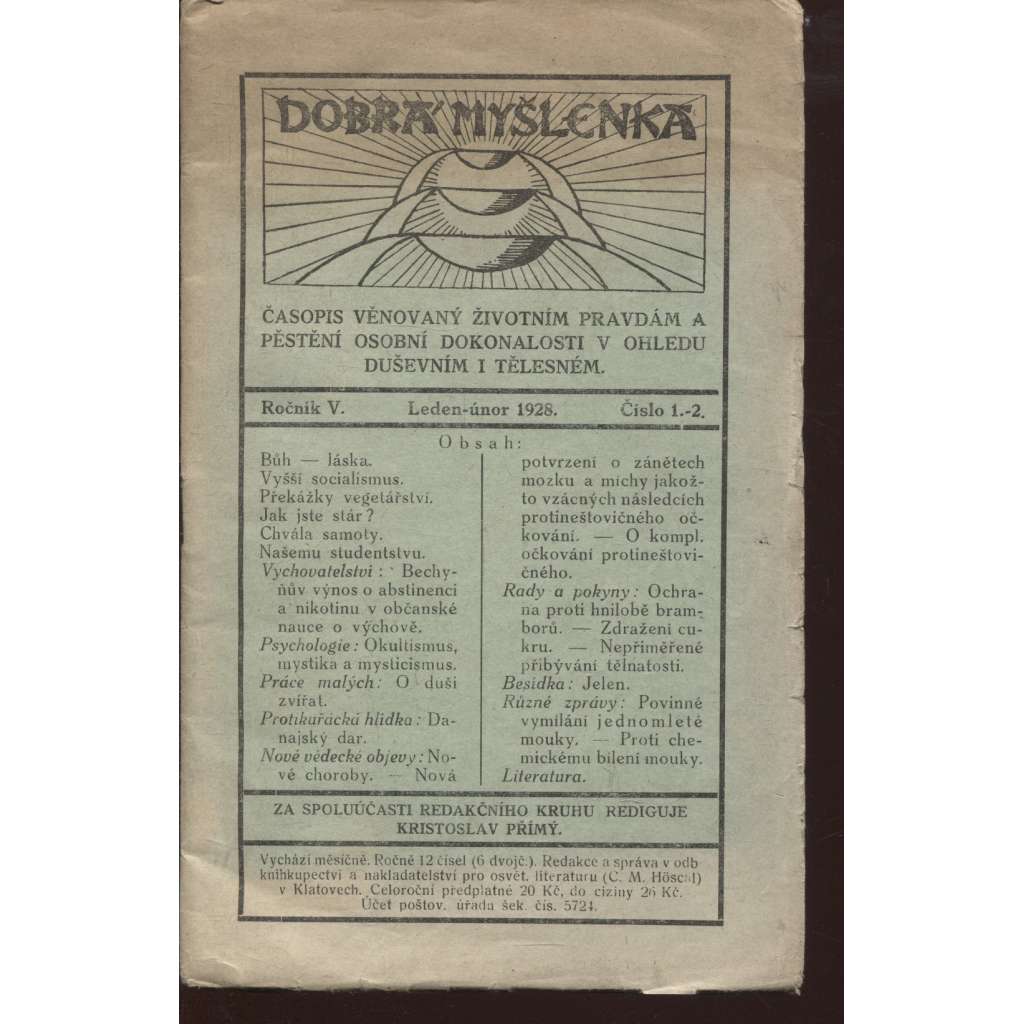 DOBRÁ MYŠLENKA
ČASOPIS VĚNOVANÝ ŽIVOTNÍM PRAVDÁM A
PĚSTĚNÍ OSOBNÍ DOKONALOSTI V OHLEDU
DUŠEVNÍM I TĚLESNÉM.
Ročník V. Leden-únor 1928. Číslo 1.-2.
Obsah:
Bůh — láska.
Vyšší socialismus.
Překážky vegetářství.
Jak jste stár?
Chvála samoty.
Našemu studentstvu.
Vychovatelství: Bechy-
ňův výnos o abstinenci
a nikotinu v občanské
nauce o výchově.
Psychologie: Okultismus,
mystika a mysticismus.
Práce malých: O duši
zvířat.
Protikuřácká hlídka: Da-
najský dar.
Nové vědecké objevy: No-
vé choroby. — Nová
potvrzení o zánětech
mozku a míchy jakož-
to vzácných následcích
protineštovičného oč-
kování. — O kompl.
očkování protineštovi-
čného.
Rady a pokyny: Ochra-
na proti hnilobě bram-
borů. — Zdražení cu-
kru. — Nepřiměřené
přibývání tělnatosti.
Besídka: Jelen.
Různé zprávy: Povinné
vymílání jednomleté
mouky. — Proti che-
mickému bílení mouky.
Literatura.
ZA SPOLUÚČASTI REDAKČNÍHO KRUHU REDIGUJE
KRISTOSLAV PŘÍMÝ.
Vychází měsíčně. Ročně 12 čísel (6 dvojč.). Redakce a správa v odb
knihkupectví a nakladatelství pro osvět. literaturu (C. M. Höschl)
v Klatovech. Celoroční předplatné 20 Kč, do ciziny 26 Kč.
Účet poštov. úřadu šek. čís. 5724.